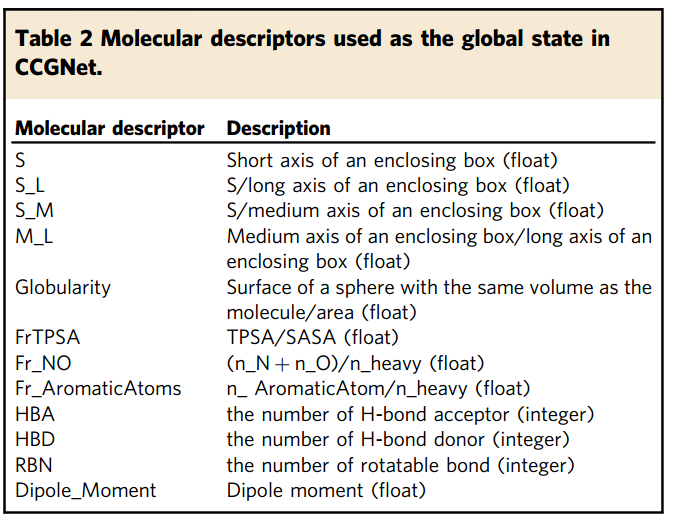 Table 2 Molecular descriptors used as the global state in
CCGNet.
Molecular descriptor Description
S Short axis of an enclosing box (float)
S_L S/long axis of an enclosing box (float)
S_M S/medium axis of an enclosing box (float)
M_L Medium axis of an enclosing box/long axis of an
enclosing box (float)
Globularity Surface of a sphere with the same volume as the
molecule/area (float)
FrTPSA TPSA/SASA (float)
Fr_NO (n_N + n_O)/n_heavy (float)
Fr_AromaticAtoms n_ AromaticAtom/n_heavy (float)
HBA the number of H-bond acceptor (integer)
HBD the number of H-bond donor (integer)
RBN the number of rotatable bond (integer)
Dipole_Moment Dipole moment (float)